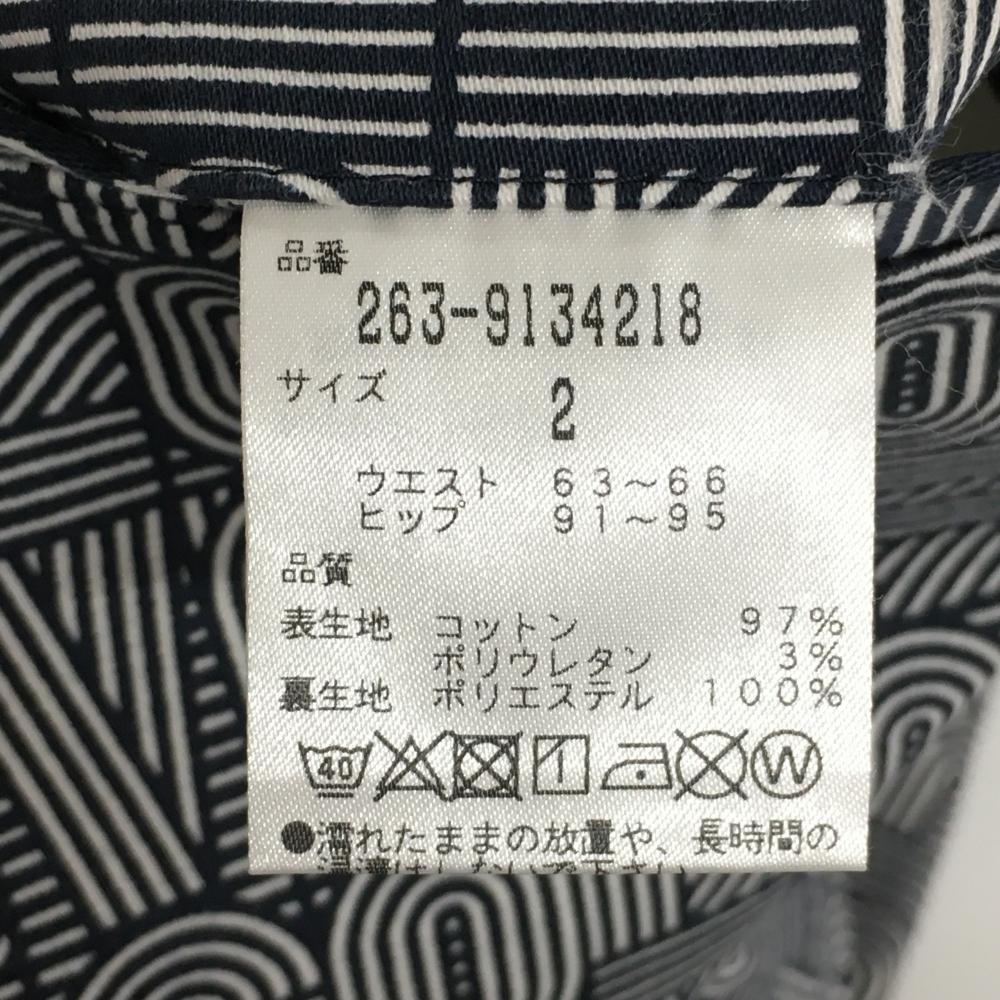 品番
263-9134218
サイズ 2
ウエスト 63~66
ヒップ 91~95
品質
表生地 コットン 97%
ポリウレタン 3%
裏生地 ポリエステル 100%
40 W
●濡れたままの放置や、長時間の